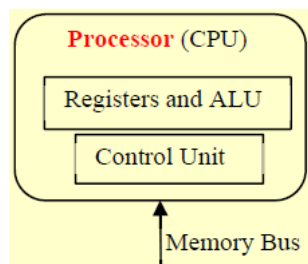 Processor (CPU)
Registers and ALU
Control Unit
Memory Bus